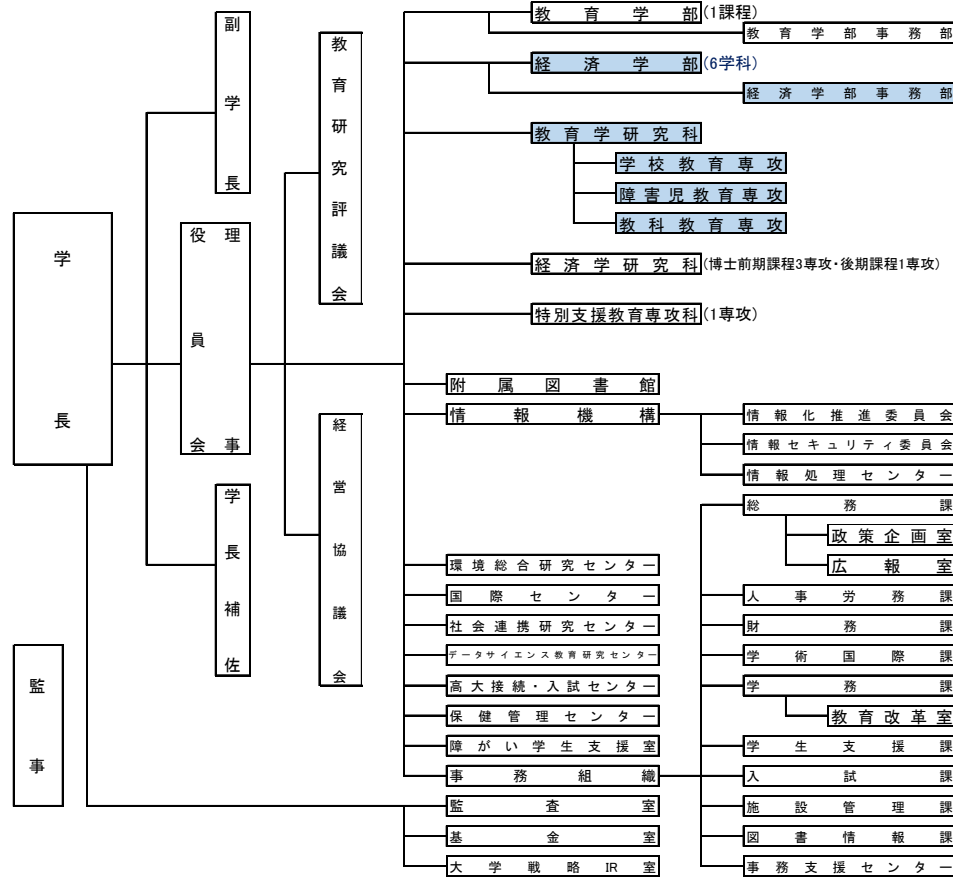 学長
監事
副学長
役員会
理事
学長補佐
教育研究評議会
経営協議会
教育学部(1課程)
教育学部事務部
経済学部(6学科)
経済学部事務部
教育学研究科
学校教育専攻
障害児教育専攻
教科教育専攻
経済学研究科(博士前期課程3専攻・後期課程1専攻)
特別支援教育専攻科(1専攻)
附属図書館
情報機構
情報化推進委員会
情報セキュリティ委員会
情報処理センター
環境総合研究センター
国際センター
社会連携研究センター
データサイエンス教育研究センター
高大接続・入試センター
保健管理センター
障がい学生支援室
事務組織
総務課
政策企画室
広報室
人事労務課
財務課
学術国際課
学務課
教育改革室
学生支援課
入試課
施設管理課
図書情報課
事務支援センター
監査室
基金室
大学戦略IR室